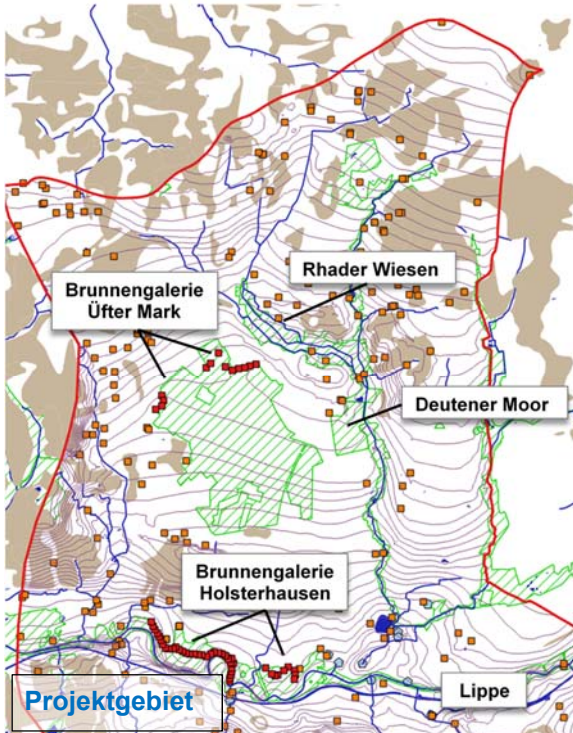 Rhader Wiesen
Brunnengalerie
Üfter Mark
Deutener Moor
Brunnengalerie
Holsterhausen
Projektgebiet
Lippe